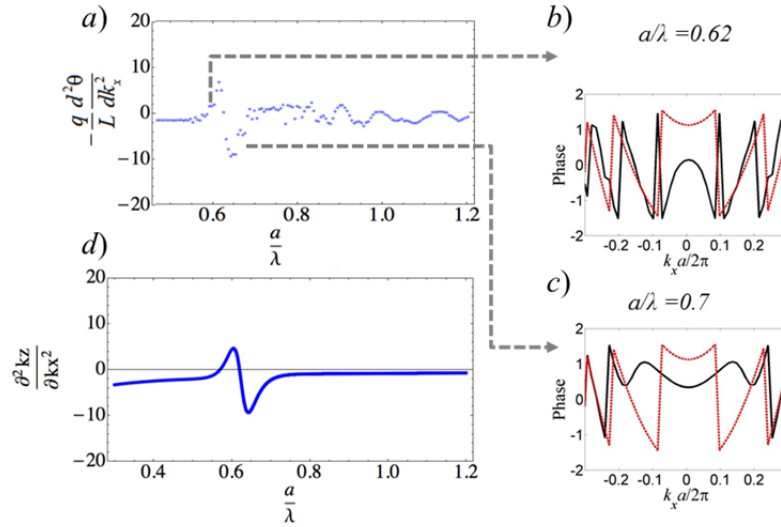 a)
-q/L d²θ/dkₓ²
20
10
0
−10
−20
0.6
0.8
1.0
1.2
a/λ
b)
a/λ =0.62
Phase
2
1
0
-1
-2
-0.2
-0.1
0
0.1
0.2
kₓa/2π
c)
a/λ =0.7
Phase
2
1
0
-1
-2
-0.2
-0.1
0
0.1
0.2
kₓa/2π
d)
∂²kz/∂kx²
20
10
0
−10
−20
0.4
0.6
0.8
1.0
1.2
a/λ